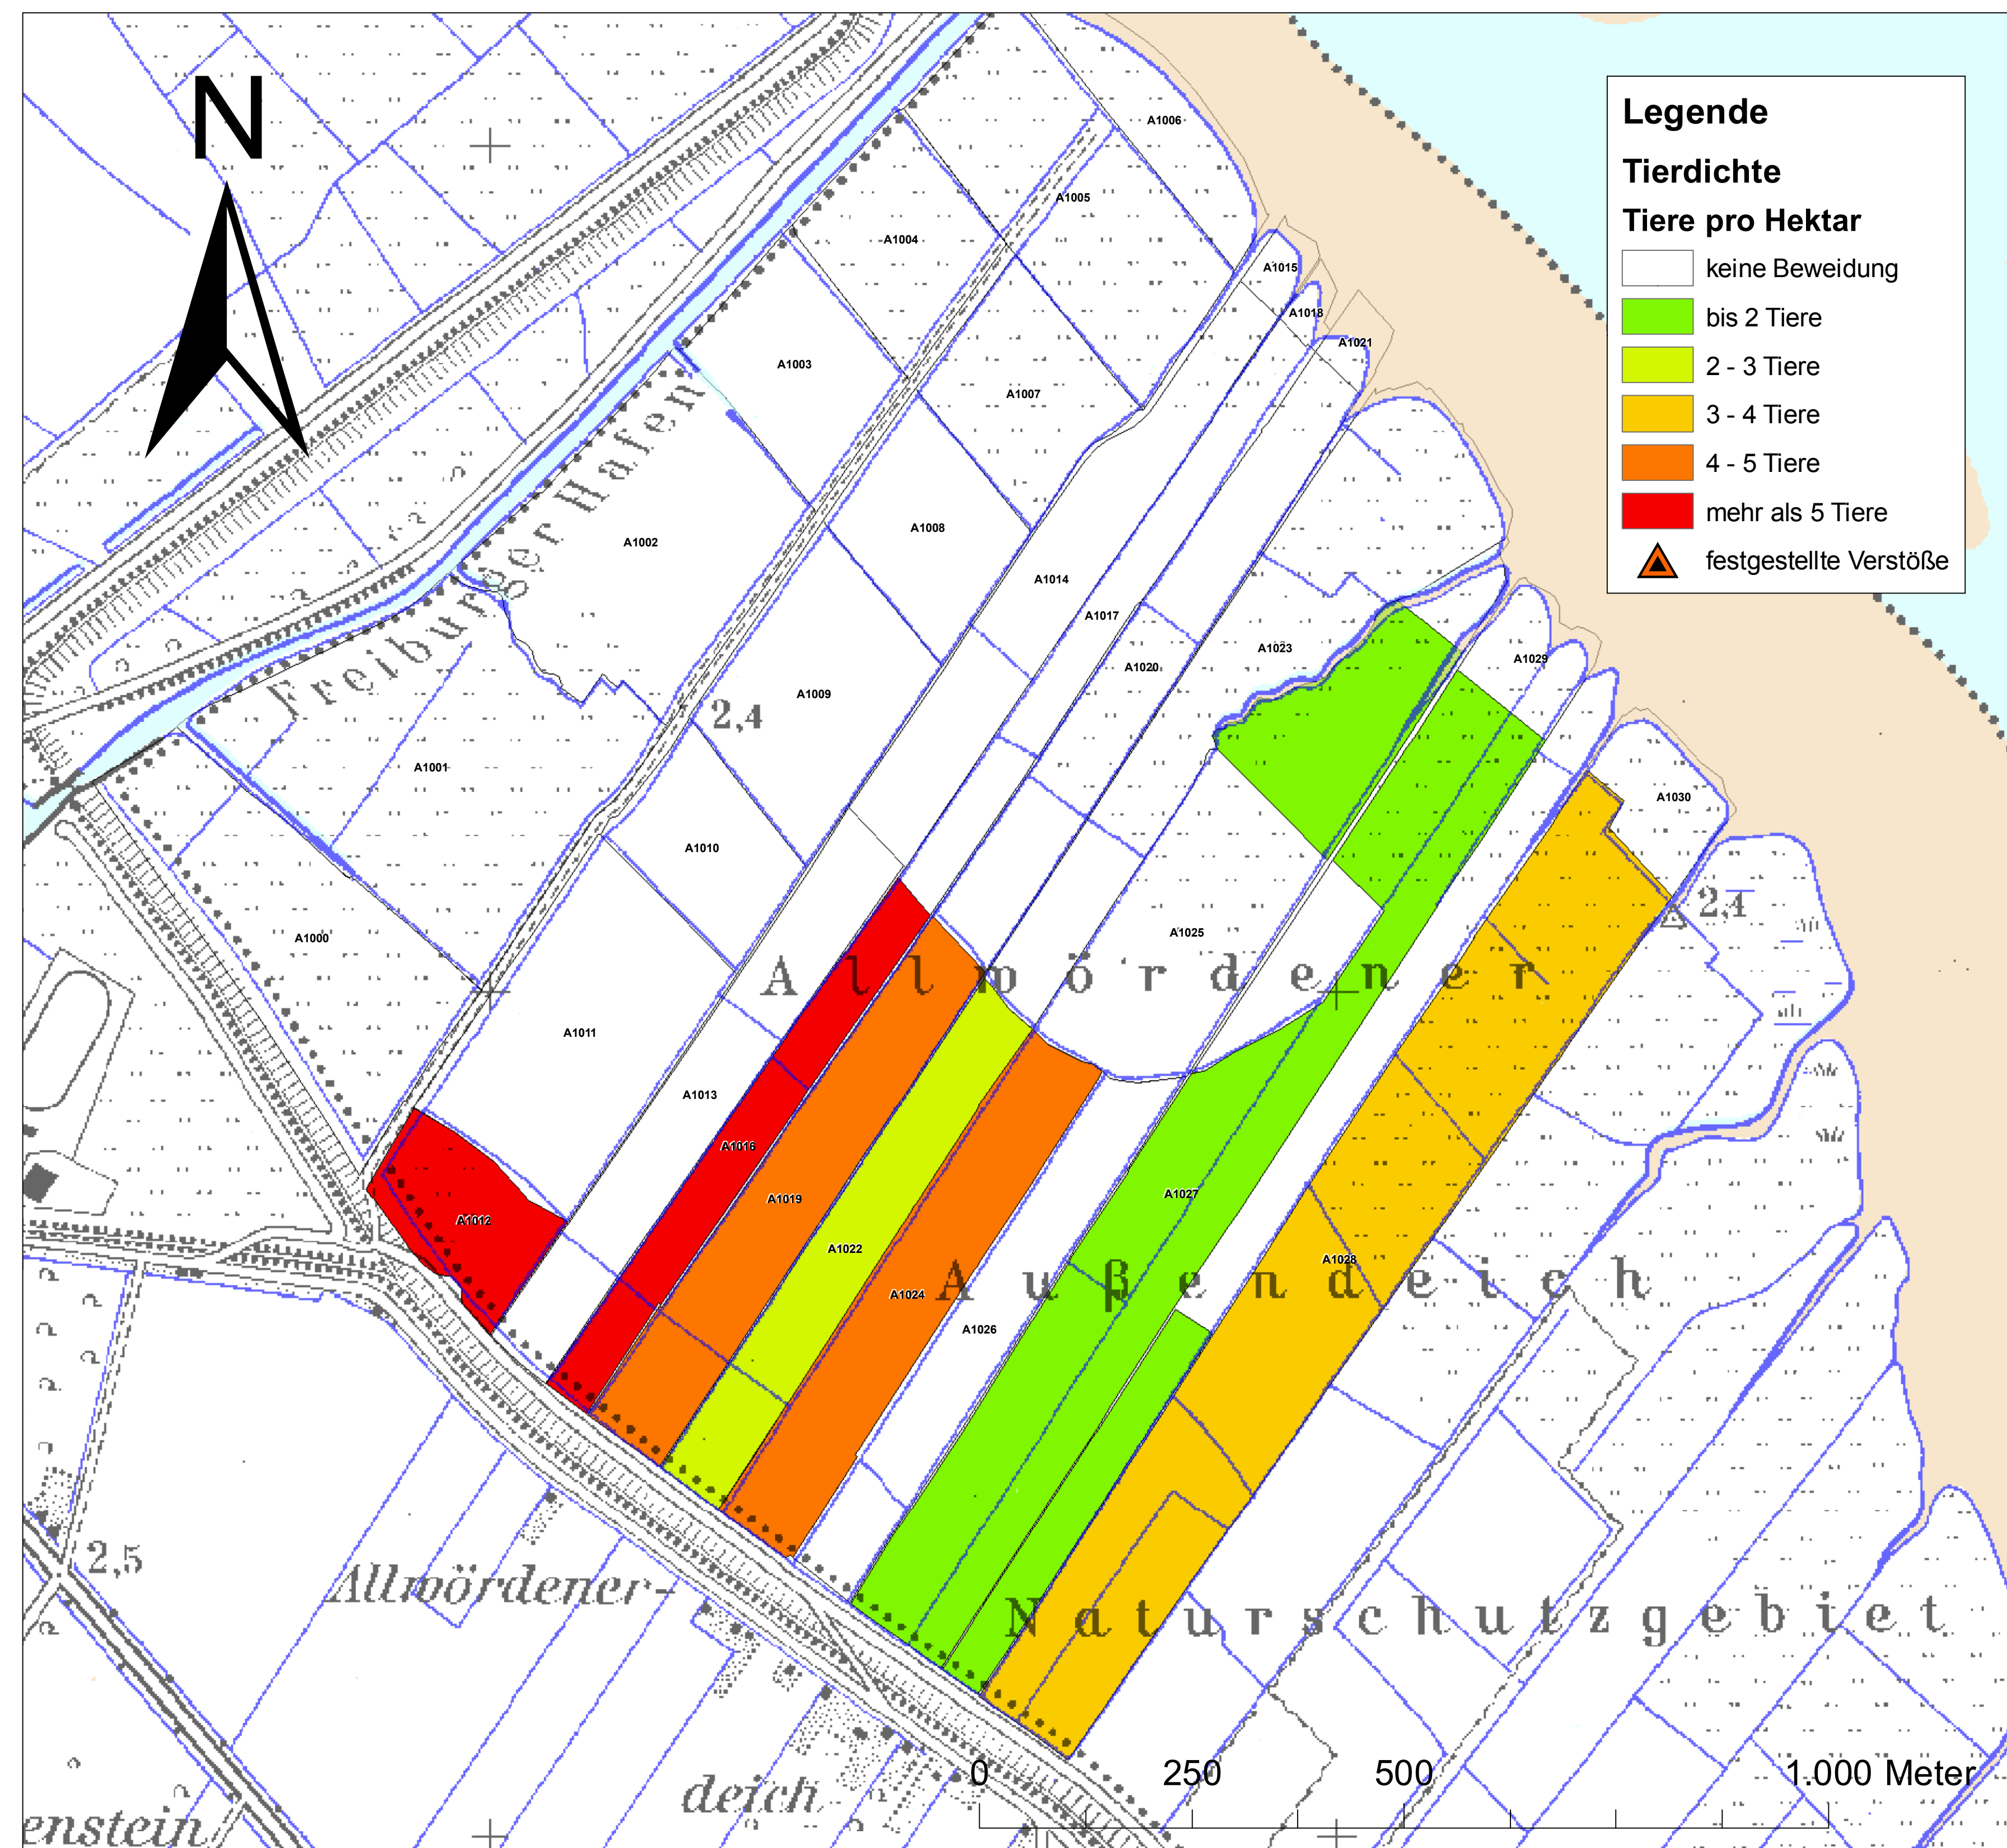 N
Legende
Tierdichte
Tiere pro Hektar
keine Beweidung
bis 2 Tiere
2 - 3 Tiere
3 - 4 Tiere
4 - 5 Tiere
mehr als 5 Tiere
festgestellte Verstöße
A1006
A1005
A1004
A1015
A1018
A1021
A1003
A1007
Freiburger Hafen
A1002
A1008
A1014
A1017
A1023
A1029
A1020
A1009
2,4
A1001
A1030
A1010
2,4
A1025
A1000
Allwördener
A1011
A1013
A1016
A1027
A1019
A1012
A1022
A1028
Außendeich
A1024
A1026
2,5
Allwördener-
Naturschutzgebiet
deich
0 250 500 1.000 Meter
enstein